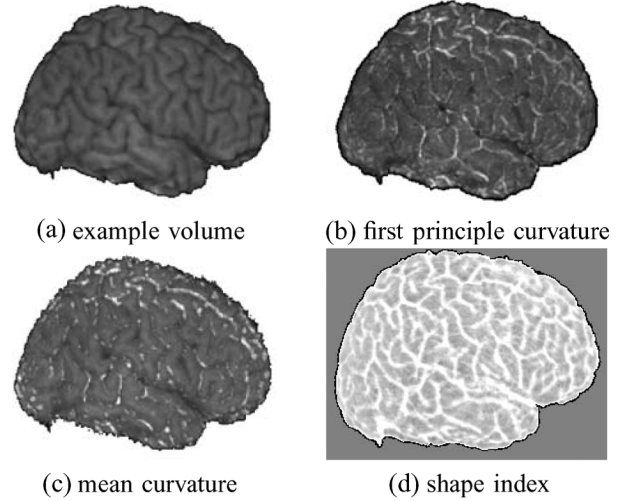 (a) example volume
(b) first principle curvature
(c) mean curvature
(d) shape index